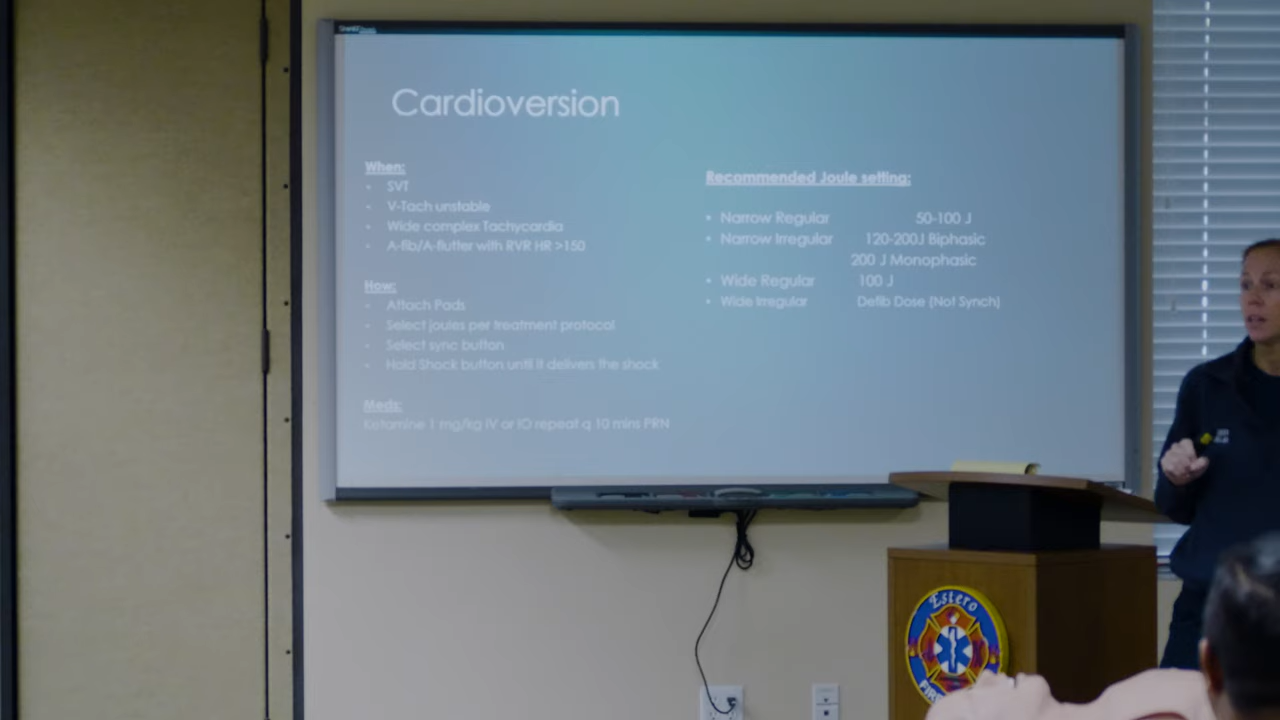 Cardioversion
When:
• SVT
• V-Tach unstable
• Wide complex Tachycardia
• A-fib/A-flutter with RVR HR >150
How:
• Attach Pads
• Select joules per treatment protocol
• Select sync button
• Hold Shock button until it delivers the shock
Meds:
Ketamine 1 mg/kg IV or IO repeat q 10 mins PRN
Recommended Joule setting:
• Narrow Regular 50-100 J
• Narrow Irregular 120-200J Biphasic
200 J Monophasic
• Wide Regular 100 J
• Wide Irregular Defib Dose (Not Synch)
Estero